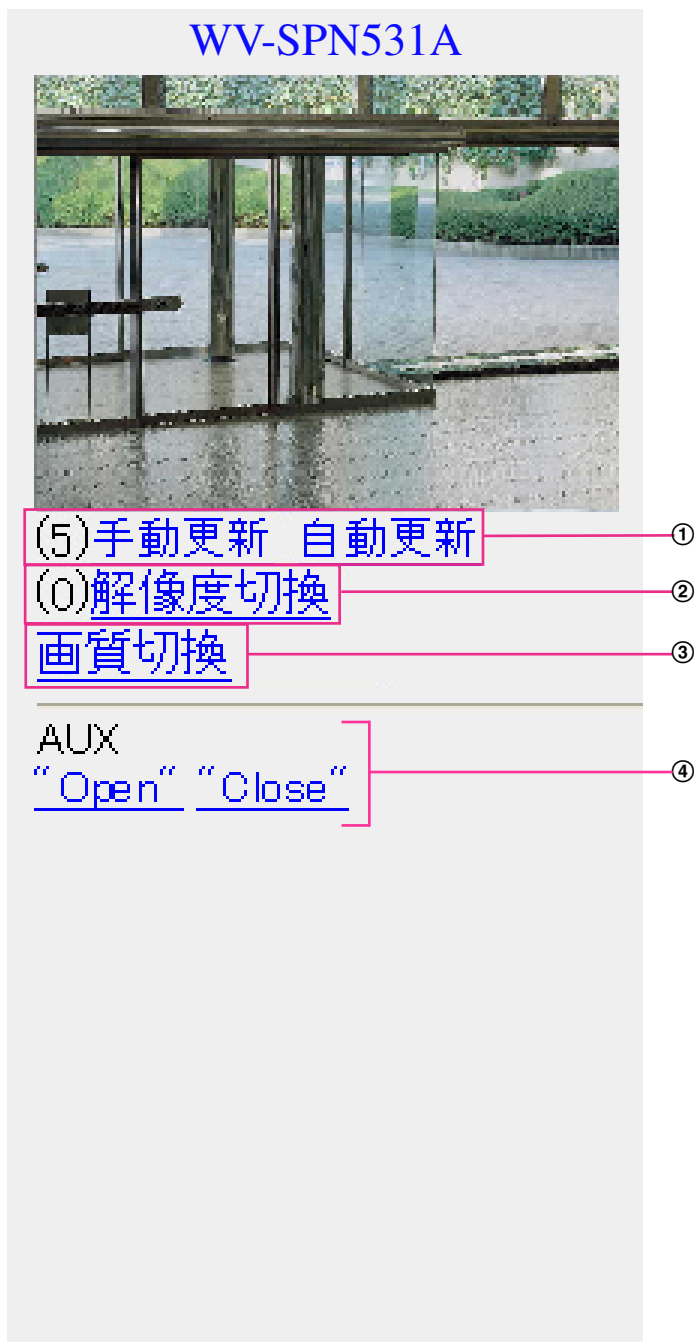 WV-SPN531A
(5)手動更新 自動更新 ①
(0)解像度切換 ②
画質切換 ③
AUX
“Open“ “Close“ ④